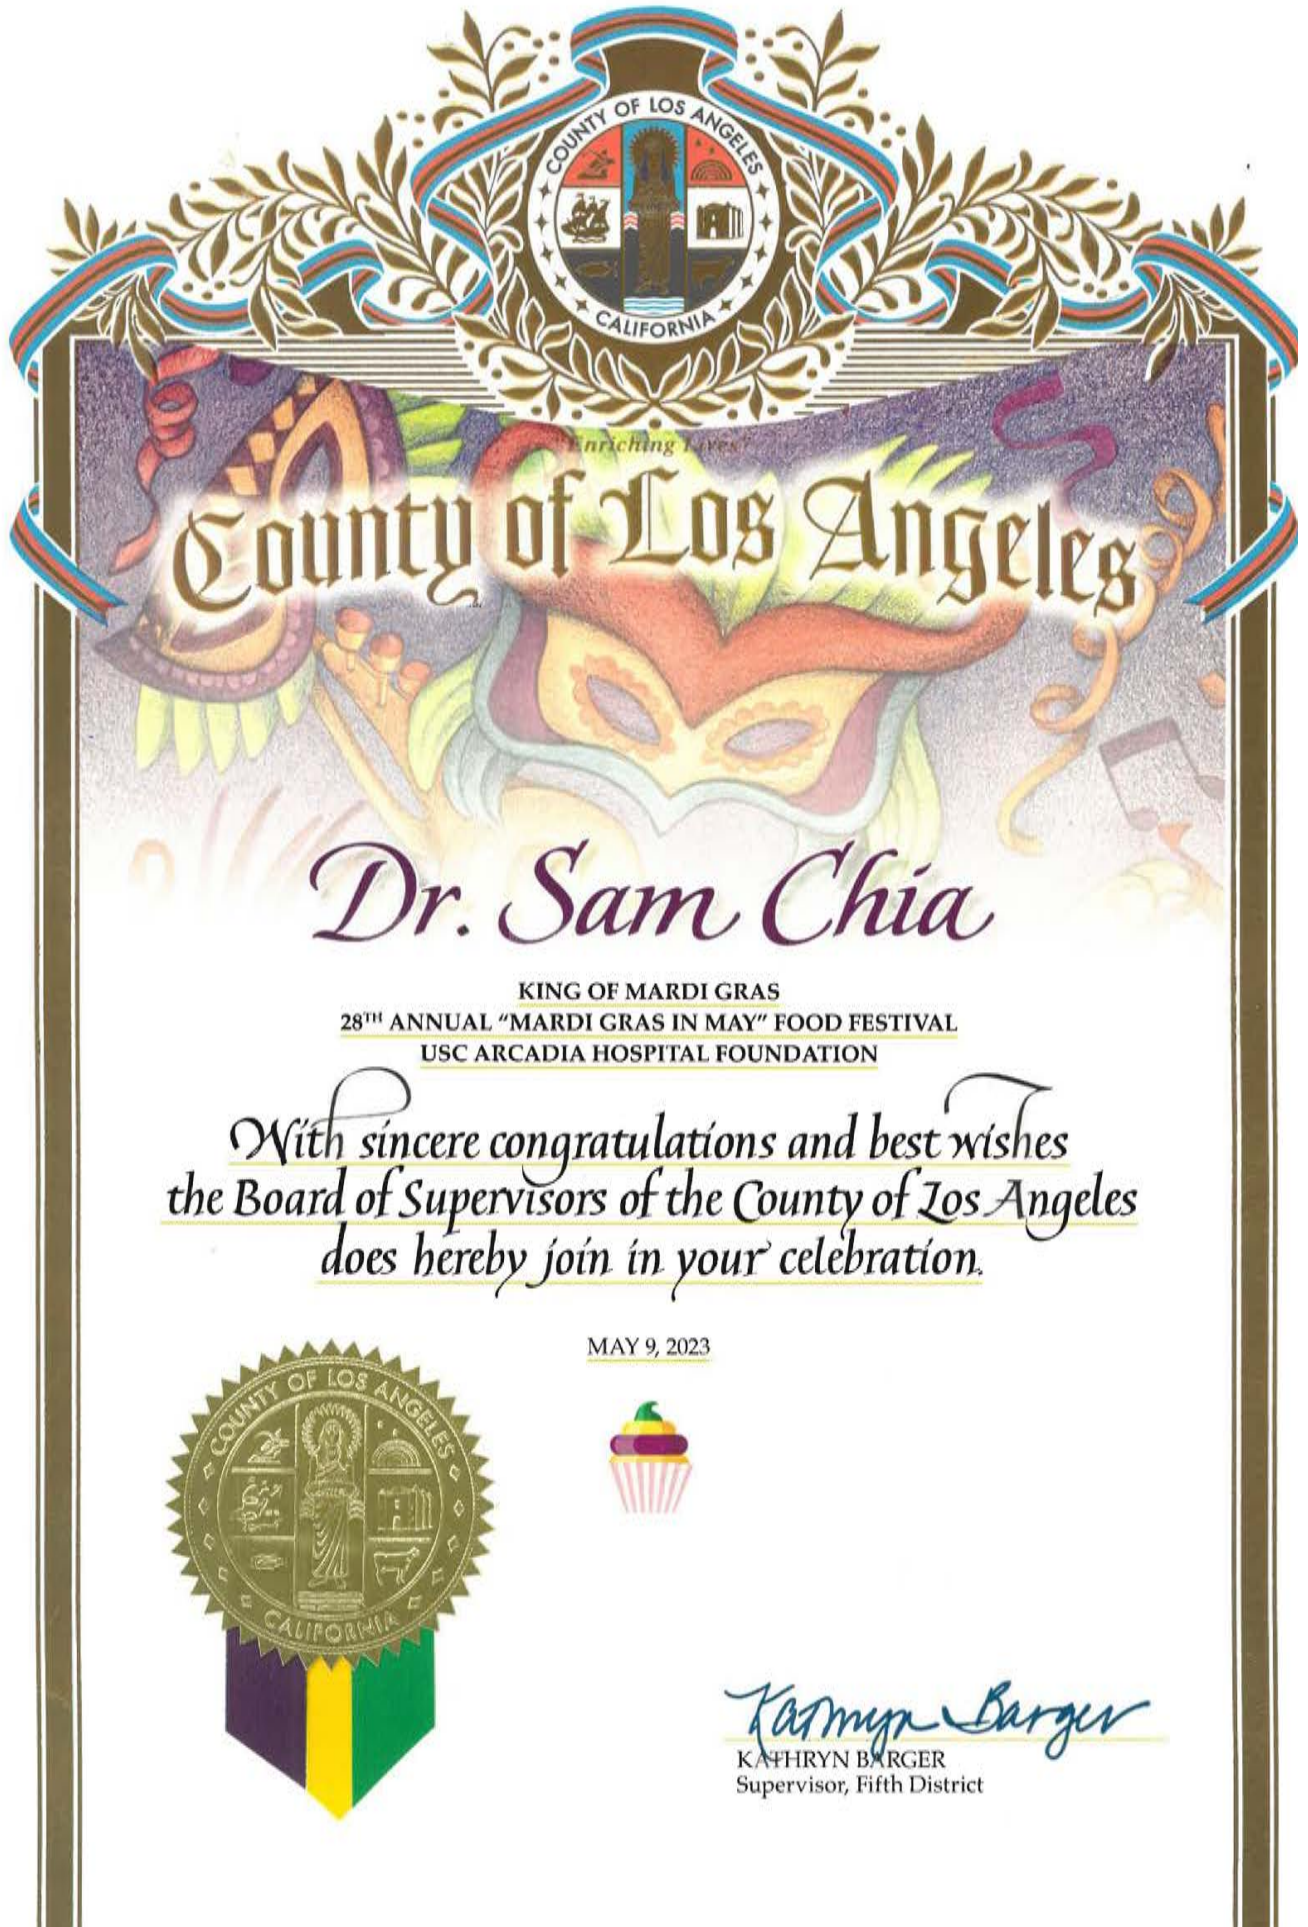 COUNTY OF LOS ANGELES
CALIFORNIA
"Enriching Lives"
County of Los Angeles
Dr. Sam Chia
KING OF MARDI GRAS
28TH ANNUAL “MARDI GRAS IN MAY” FOOD FESTIVAL
USC ARCADIA HOSPITAL FOUNDATION
With sincere congratulations and best wishes
the Board of Supervisors of the County of Los Angeles
does hereby join in your celebration.
MAY 9, 2023
COUNTY OF LOS ANGELES
CALIFORNIA
Kathryn Barger
KATHRYN BARGER
Supervisor, Fifth District